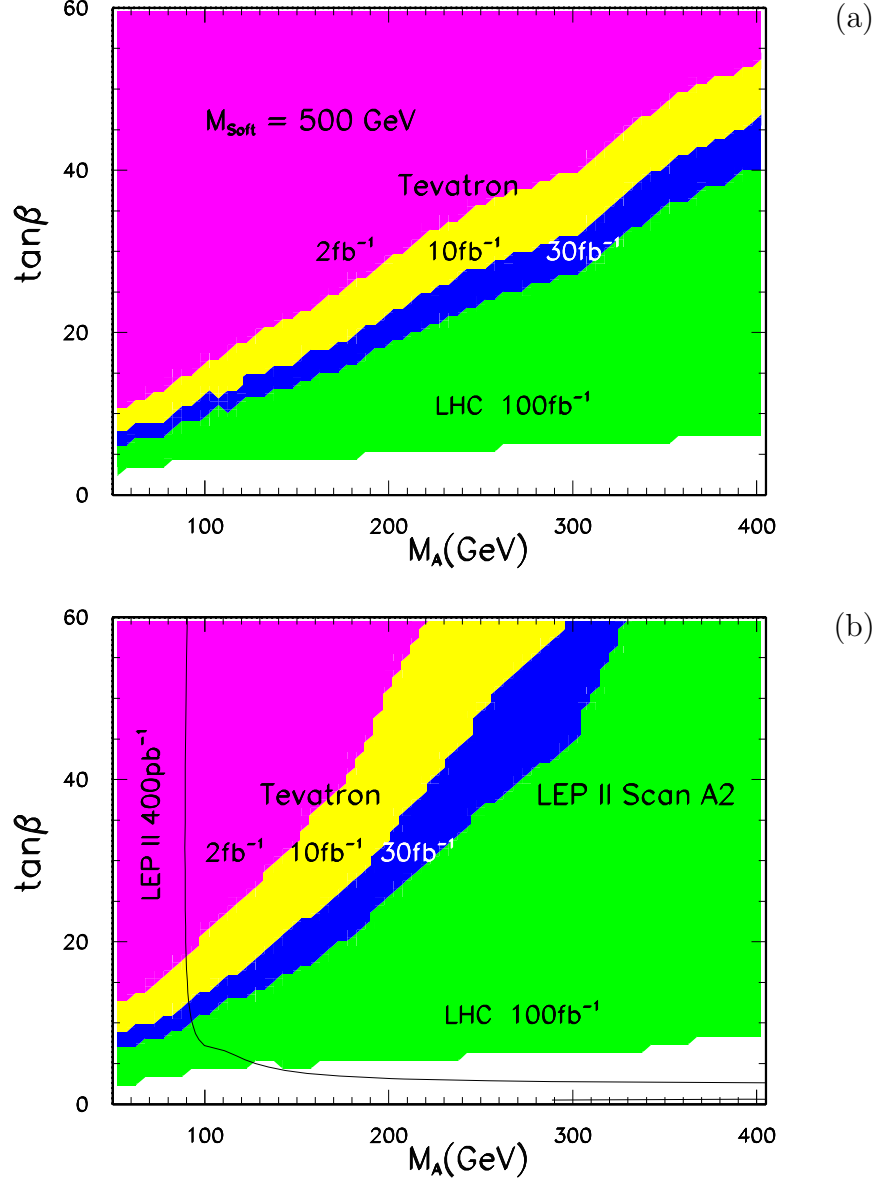 (a)
60
M_Soft = 500 GeV
40
Tevatron
tanβ
2fb⁻¹ 10fb⁻¹ 30fb⁻¹
20
LHC 100fb⁻¹
0
100 200 300 400
M_A(GeV)
(b)
60
LEP II 400pb⁻¹
40
Tevatron LEP II Scan A2
tanβ
2fb⁻¹ 10fb⁻¹ 30fb⁻¹
20
LHC 100fb⁻¹
0
100 200 300 400
M_A(GeV)